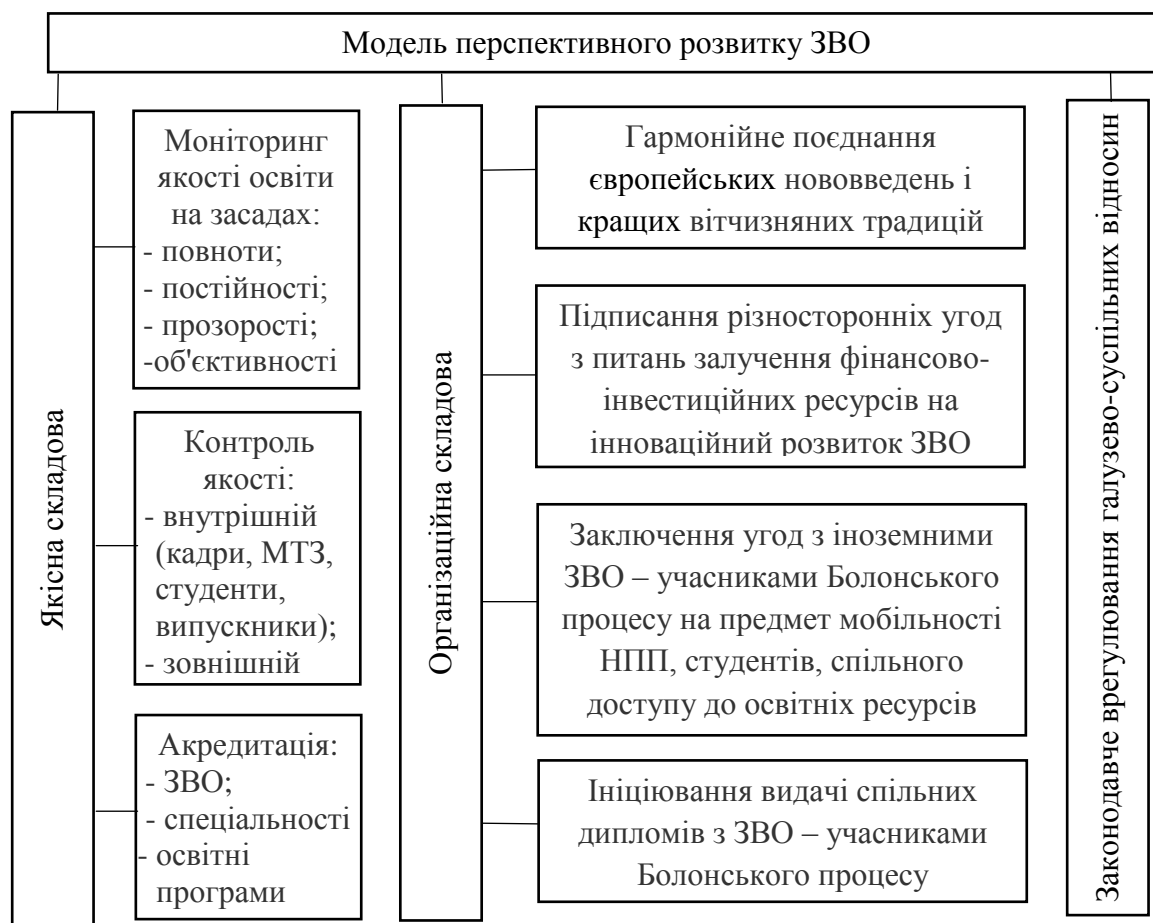 Модель перспективного розвитку ЗВО
Якісна складова
Моніторинг
якості освіти
на засадах:
- повноти;
- постійності;
- прозорості;
-об'єктивності
Контроль
якості:
- внутрішній
(кадри, МТЗ,
студенти,
випускники);
- зовнішній
Акредитація:
- ЗВО;
- спеціальності
- освітні
програми
Організаційна складова
Гармонійне поєднання
європейських нововведень і
кращих вітчизняних традицій
Підписання різносторонніх угод
з питань залучення фінансово-
інвестиційних ресурсів на
інноваційний розвиток ЗВО
Заключення угод з іноземними
ЗВО – учасниками Болонського
процесу на предмет мобільності
НПП, студентів, спільного
доступу до освітніх ресурсів
Ініціювання видачі спільних
дипломів з ЗВО – учасниками
Болонського процесу
Законодавче врегулювання галузево-суспільних відносин